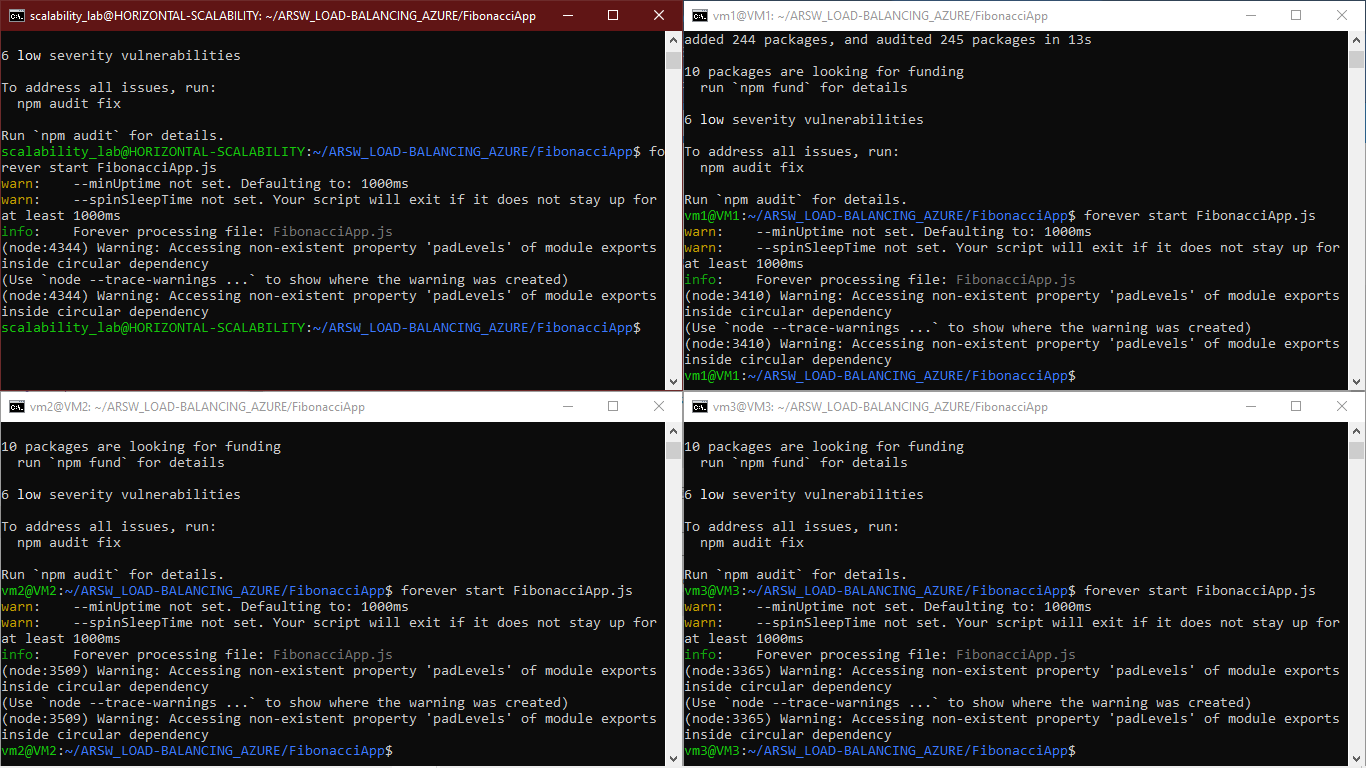 scalability_lab@HORIZONTAL-SCALABILITY: ~/ARSW_LOAD-BALANCING_AZURE/FibonacciApp
6 low severity vulnerabilities
To address all issues, run:
  npm audit fix
Run `npm audit` for details.
scalability_lab@HORIZONTAL-SCALABILITY:~/ARSW_LOAD-BALANCING_AZURE/FibonacciApp$ fo
rever start FibonacciApp.js
warn:    --minUptime not set. Defaulting to: 1000ms
warn:    --spinSleepTime not set. Your script will exit if it does not stay up for
at least 1000ms
info:    Forever processing file: FibonacciApp.js
(node:4344) Warning: Accessing non-existent property 'padLevels' of module exports
inside circular dependency
(Use `node --trace-warnings ...` to show where the warning was created)
(node:4344) Warning: Accessing non-existent property 'padLevels' of module exports
inside circular dependency
scalability_lab@HORIZONTAL-SCALABILITY:~/ARSW_LOAD-BALANCING_AZURE/FibonacciApp$
vm1@VM1: ~/ARSW_LOAD-BALANCING_AZURE/FibonacciApp
added 244 packages, and audited 245 packages in 13s
10 packages are looking for funding
  run `npm fund` for details
6 low severity vulnerabilities
To address all issues, run:
  npm audit fix
Run `npm audit` for details.
vm1@VM1:~/ARSW_LOAD-BALANCING_AZURE/FibonacciApp$ forever start FibonacciApp.js
warn:    --minUptime not set. Defaulting to: 1000ms
warn:    --spinSleepTime not set. Your script will exit if it does not stay up for
at least 1000ms
info:    Forever processing file: FibonacciApp.js
(node:3410) Warning: Accessing non-existent property 'padLevels' of module exports
inside circular dependency
(Use `node --trace-warnings ...` to show where the warning was created)
(node:3410) Warning: Accessing non-existent property 'padLevels' of module exports
inside circular dependency
vm1@VM1:~/ARSW_LOAD-BALANCING_AZURE/FibonacciApp$
vm2@VM2: ~/ARSW_LOAD-BALANCING_AZURE/FibonacciApp
10 packages are looking for funding
  run `npm fund` for details
6 low severity vulnerabilities
To address all issues, run:
  npm audit fix
Run `npm audit` for details.
vm2@VM2:~/ARSW_LOAD-BALANCING_AZURE/FibonacciApp$ forever start FibonacciApp.js
warn:    --minUptime not set. Defaulting to: 1000ms
warn:    --spinSleepTime not set. Your script will exit if it does not stay up for
at least 1000ms
info:    Forever processing file: FibonacciApp.js
(node:3509) Warning: Accessing non-existent property 'padLevels' of module exports
inside circular dependency
(Use `node --trace-warnings ...` to show where the warning was created)
(node:3509) Warning: Accessing non-existent property 'padLevels' of module exports
inside circular dependency
vm2@VM2:~/ARSW_LOAD-BALANCING_AZURE/FibonacciApp$
vm3@VM3: ~/ARSW_LOAD-BALANCING_AZURE/FibonacciApp
10 packages are looking for funding
  run `npm fund` for details
6 low severity vulnerabilities
To address all issues, run:
  npm audit fix
Run `npm audit` for details.
vm3@VM3:~/ARSW_LOAD-BALANCING_AZURE/FibonacciApp$ forever start FibonacciApp.js
warn:    --minUptime not set. Defaulting to: 1000ms
warn:    --spinSleepTime not set. Your script will exit if it does not stay up for
at least 1000ms
info:    Forever processing file: FibonacciApp.js
(node:3365) Warning: Accessing non-existent property 'padLevels' of module exports
inside circular dependency
(Use `node --trace-warnings ...` to show where the warning was created)
(node:3365) Warning: Accessing non-existent property 'padLevels' of module exports
inside circular dependency
vm3@VM3:~/ARSW_LOAD-BALANCING_AZURE/FibonacciApp$